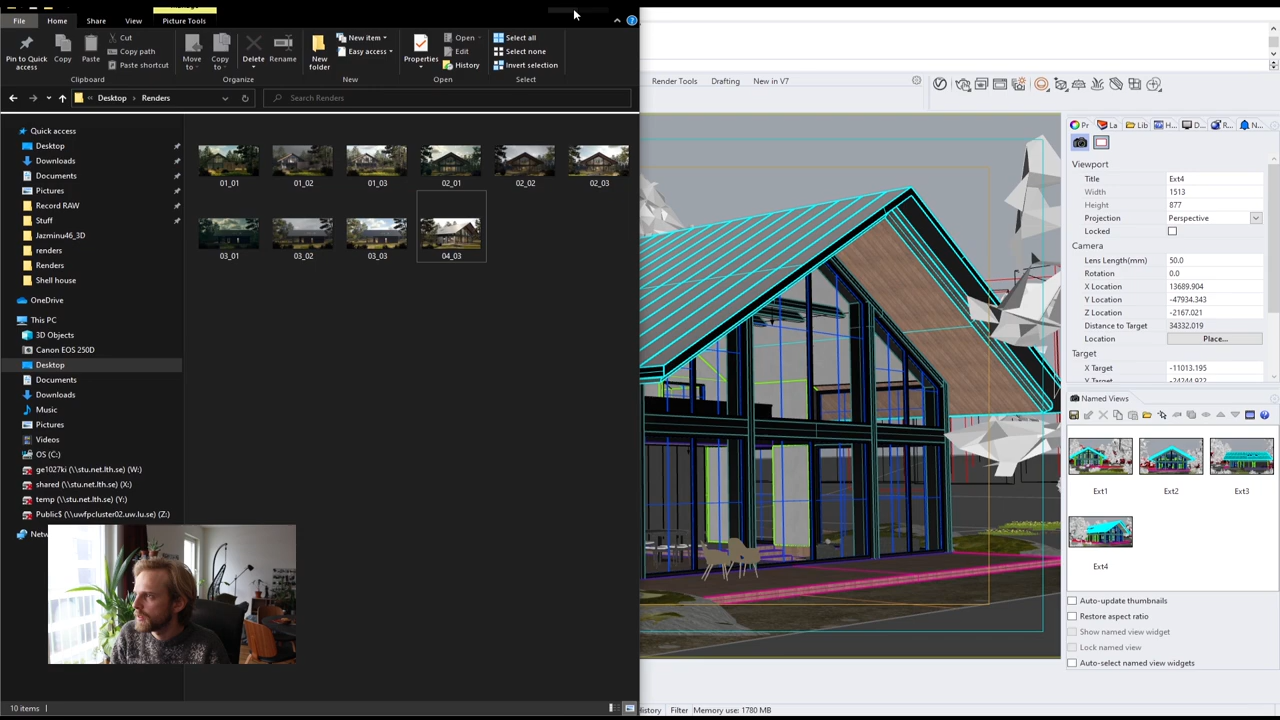 File Home Share View Picture Tools
Pin to Quick access
Copy
Paste
Cut
Copy path
Paste shortcut
Clipboard
Move to
Copy to
Delete
Rename
Organize
New folder
New item
Easy access
New
Properties
Open
Edit
History
Open
Select all
Select none
Invert selection
Select
Desktop Renders
Search Renders
Quick access
Desktop
Downloads
Documents
Pictures
Record RAW
Stuff
Jazminu46_3D
renders
Renders
Shell house
OneDrive
This PC
3D Objects
Canon EOS 250D
Desktop
Documents
Downloads
Music
Pictures
Videos
OS (C:)
ge1027ki (\\stu.net.lth.se) (W:)
shared (\\stu.net.lth.se) (X:)
temp (\\stu.net.lth.se) (Y:)
Public$ (\\uwfpcluster02.uw.lu.se) (Z:)
Netw
01_01 01_02 01_03 02_01 02_02 02_03
03_01 03_02 03_03 04_03
10 items
Render Tools Drafting New in V7
Pr La Lib H... D... R... N...
Viewport
Title Ext4
Width 1513
Height 877
Projection Perspective
Locked
Camera
Lens Length(mm) 50.0
Rotation 0.0
X Location 13689.904
Y Location -47934.343
Z Location -2167.021
Distance to Target 34332.019
Location Place...
Target
X Target -11013.195
Y Target -24244.922
Named Views
Ext1 Ext2 Ext3
Ext4
Auto-update thumbnails
Restore aspect ratio
Show named view widget
Lock named view
Auto-select named view widgets
History Filter Memory use: 1780 MB